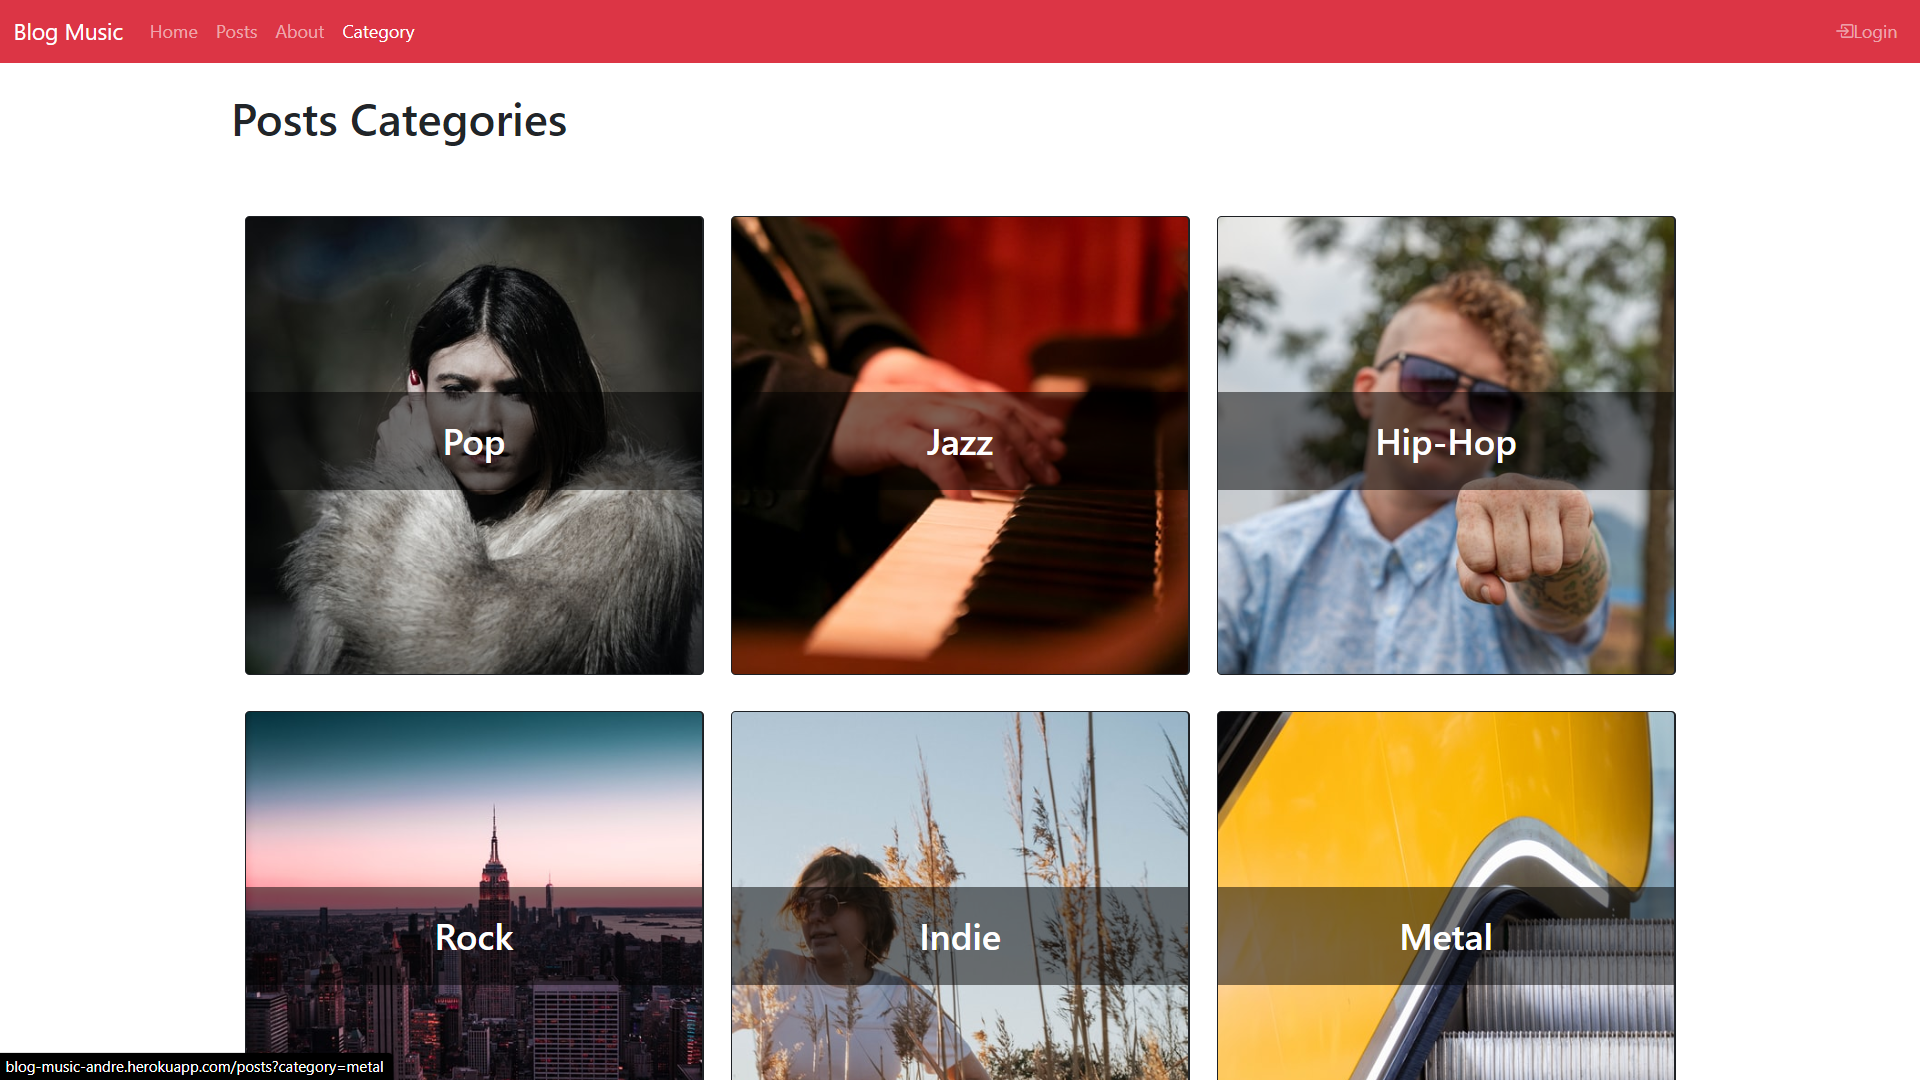 Blog Music Home Posts About Category Login
Posts Categories
Pop Jazz Hip-Hop
Rock Indie Metal
blog-music-andre.herokuapp.com/posts?category=metal